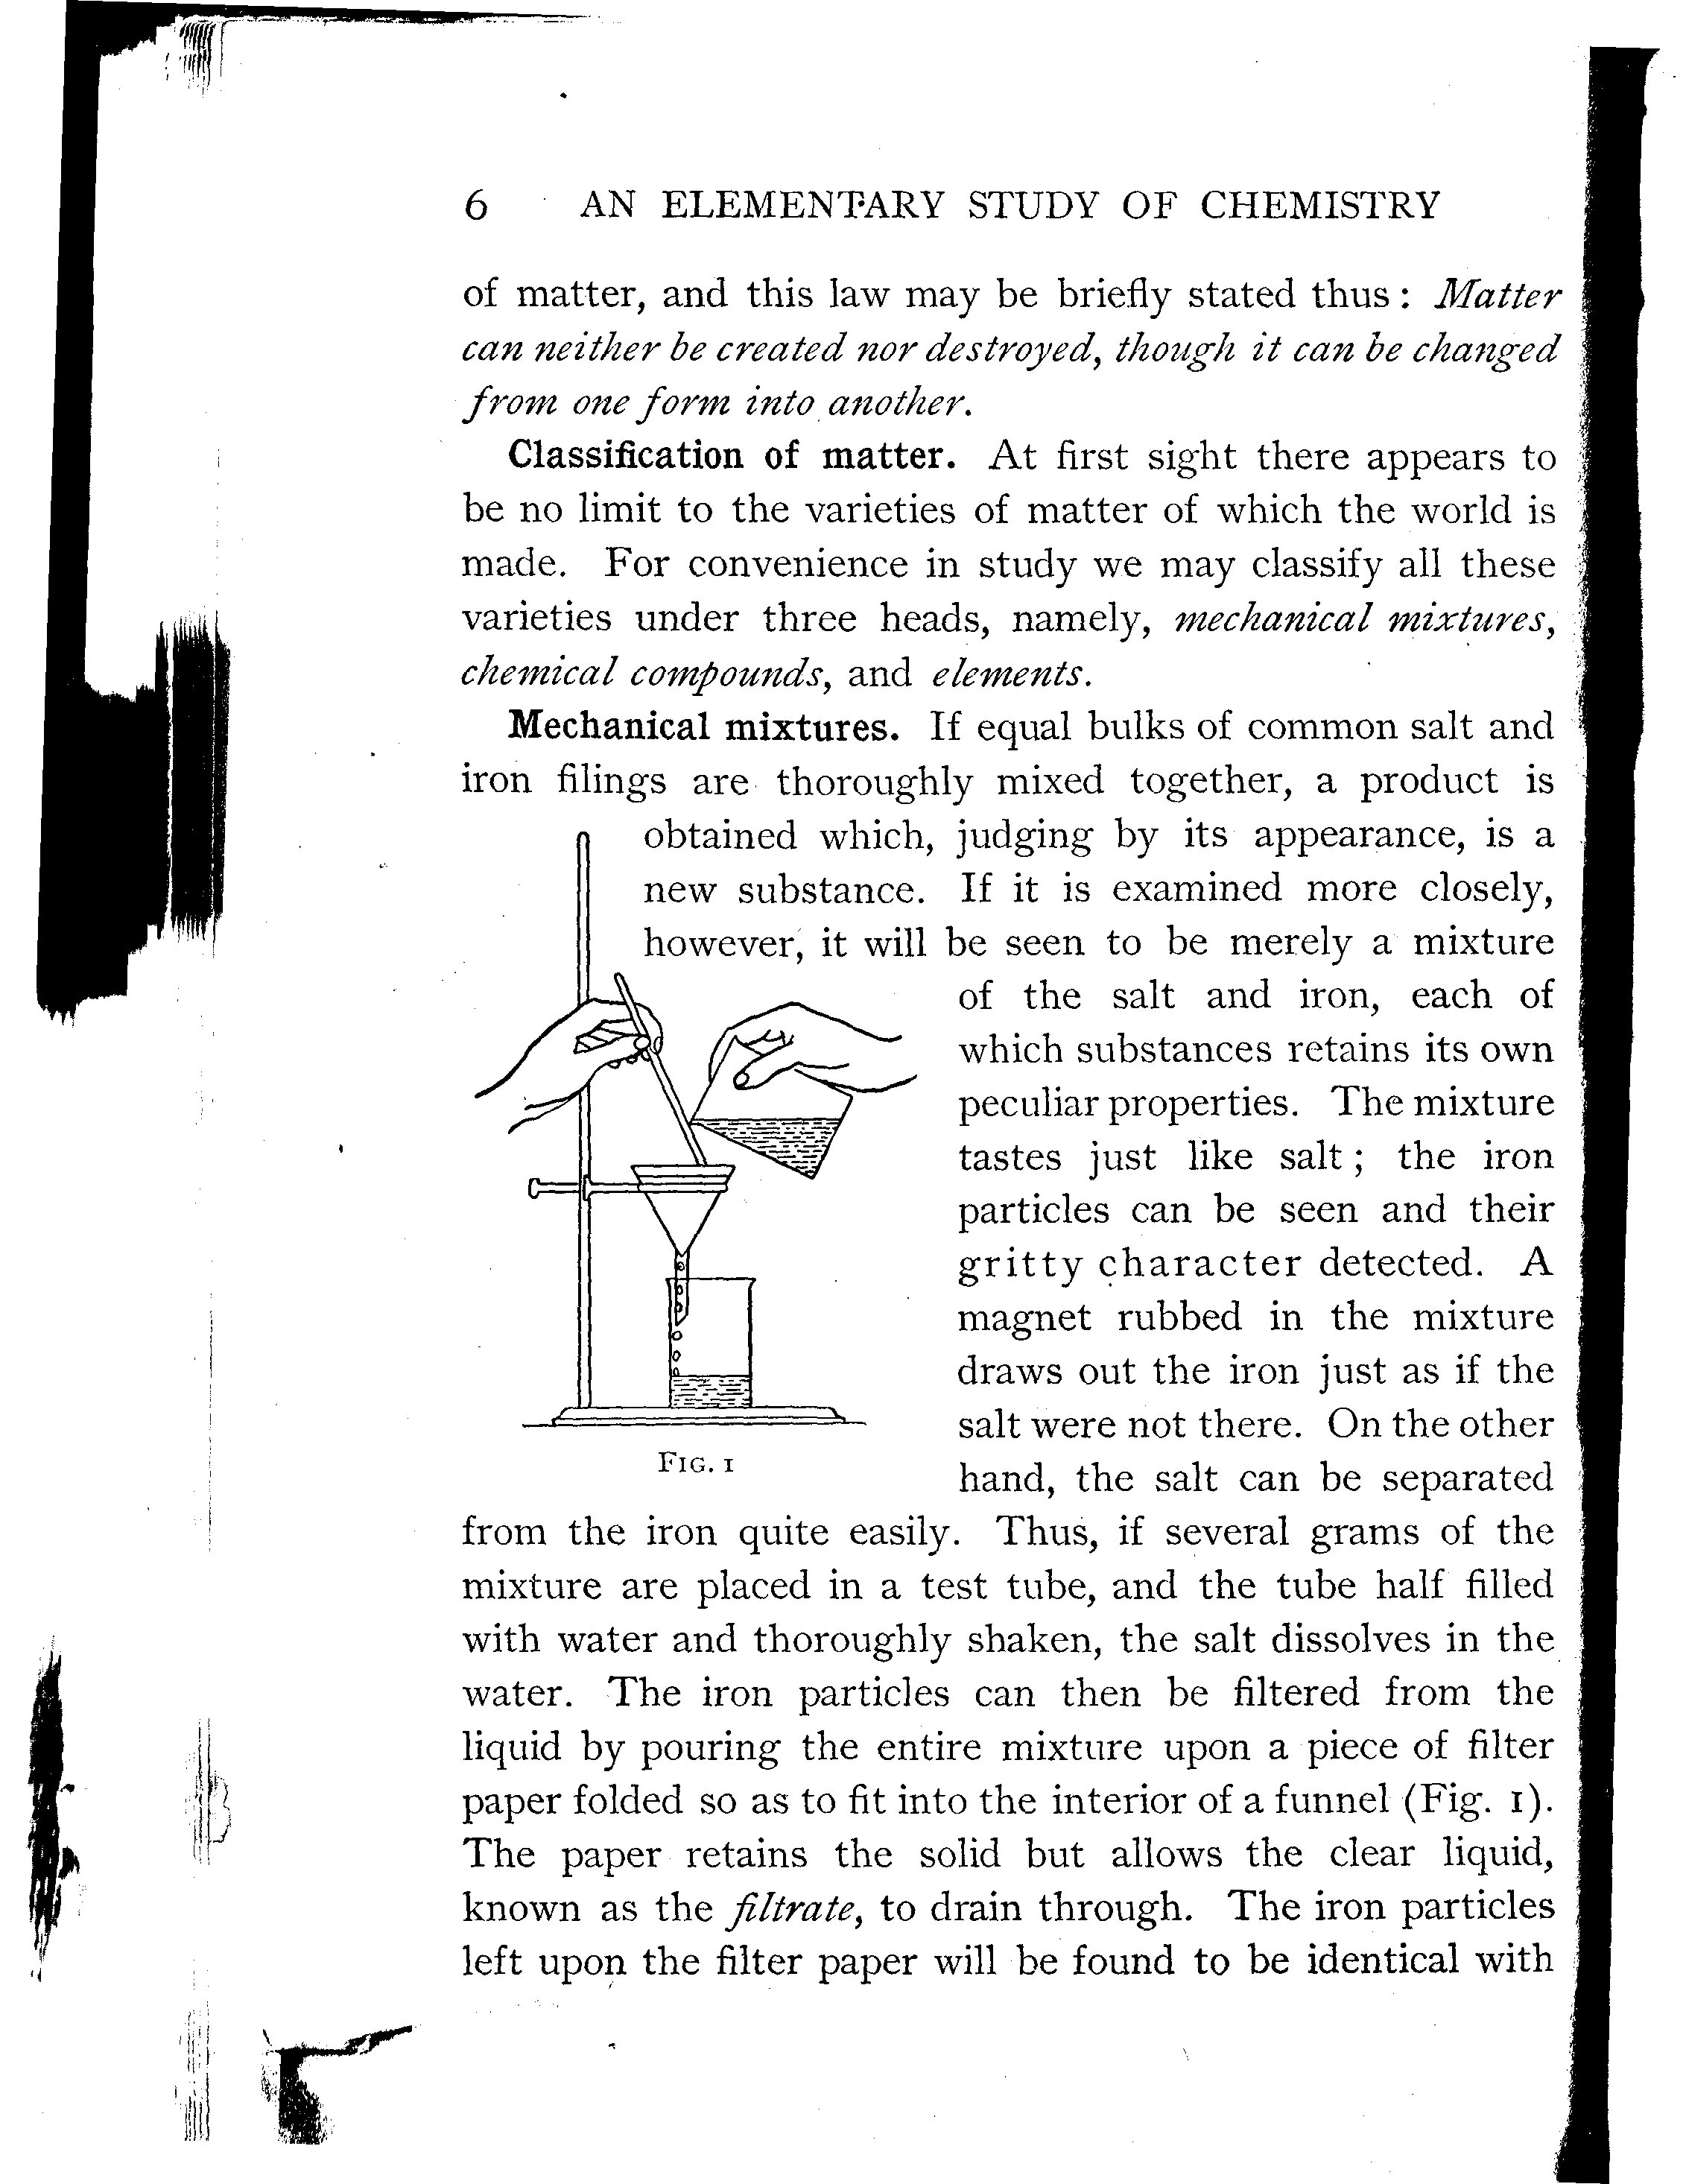 6 AN ELEMENTARY STUDY OF CHEMISTRY
of matter, and this law may be briefly stated thus : Matter
can neither be created nor destroyed, though it can be changed
from one form into another.
Classification of matter. At first sight there appears to
be no limit to the varieties of matter of which the world is
made. For convenience in study we may classify all these
varieties under three heads, namely, mechanical mixtures,
chemical compounds, and elements.
Mechanical mixtures. If equal bulks of common salt and
iron filings are thoroughly mixed together, a product is
obtained which, judging by its appearance, is a
new substance. If it is examined more closely,
however, it will be seen to be merely a mixture
of the salt and iron, each of
which substances retains its own
peculiar properties. The mixture
tastes just like salt ; the iron
particles can be seen and their
gritty character detected. A
magnet rubbed in the mixture
draws out the iron just as if the
salt were not there. On the other
hand, the salt can be separated
FIG. 1
from the iron quite easily. Thus, if several grams of the
mixture are placed in a test tube, and the tube half filled
with water and thoroughly shaken, the salt dissolves in the
water. The iron particles can then be filtered from the
liquid by pouring the entire mixture upon a piece of filter
paper folded so as to fit into the interior of a funnel (Fig. 1).
The paper retains the solid but allows the clear liquid,
known as the filtrate, to drain through. The iron particles
left upon the filter paper will be found to be identical with